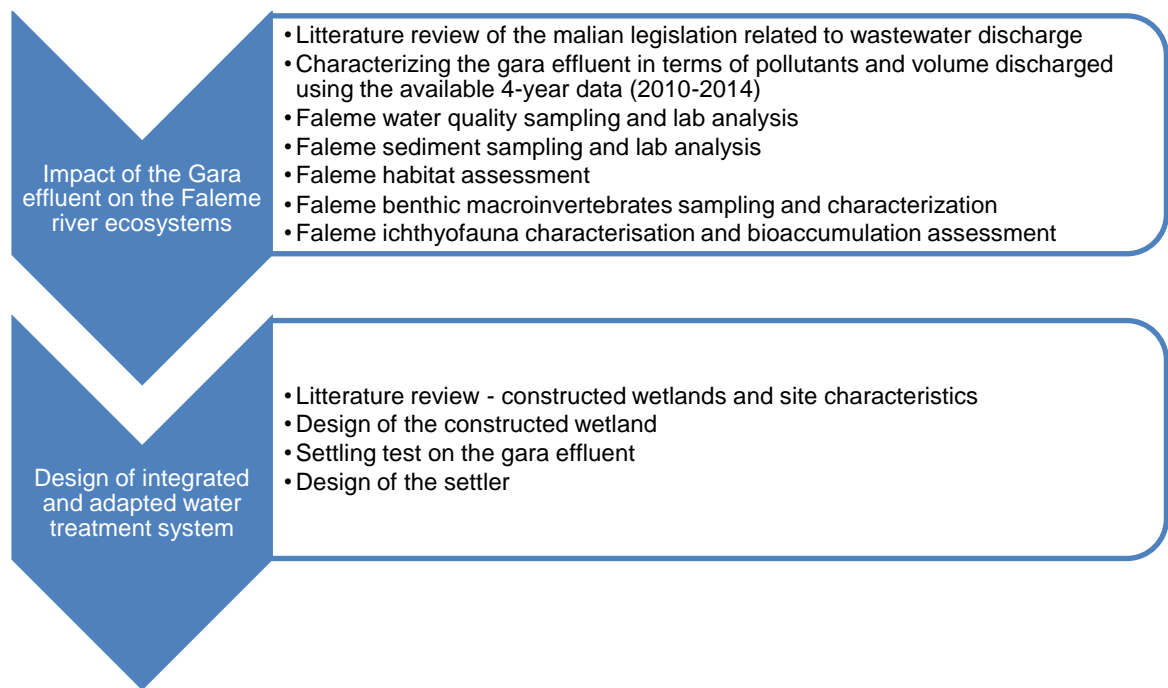 Impact of the Gara
effluent on the Faleme
river ecosystems
• Litterature review of the malian legislation related to wastewater discharge
• Characterizing the gara effluent in terms of pollutants and volume discharged
using the available 4-year data (2010-2014)
• Faleme water quality sampling and lab analysis
• Faleme sediment sampling and lab analysis
• Faleme habitat assessment
• Faleme benthic macroinvertebrates sampling and characterization
• Faleme ichthyofauna characterisation and bioaccumulation assessment
Design of integrated
and adapted water
treatment system
• Litterature review - constructed wetlands and site characteristics
• Design of the constructed wetland
• Settling test on the gara effluent
• Design of the settler